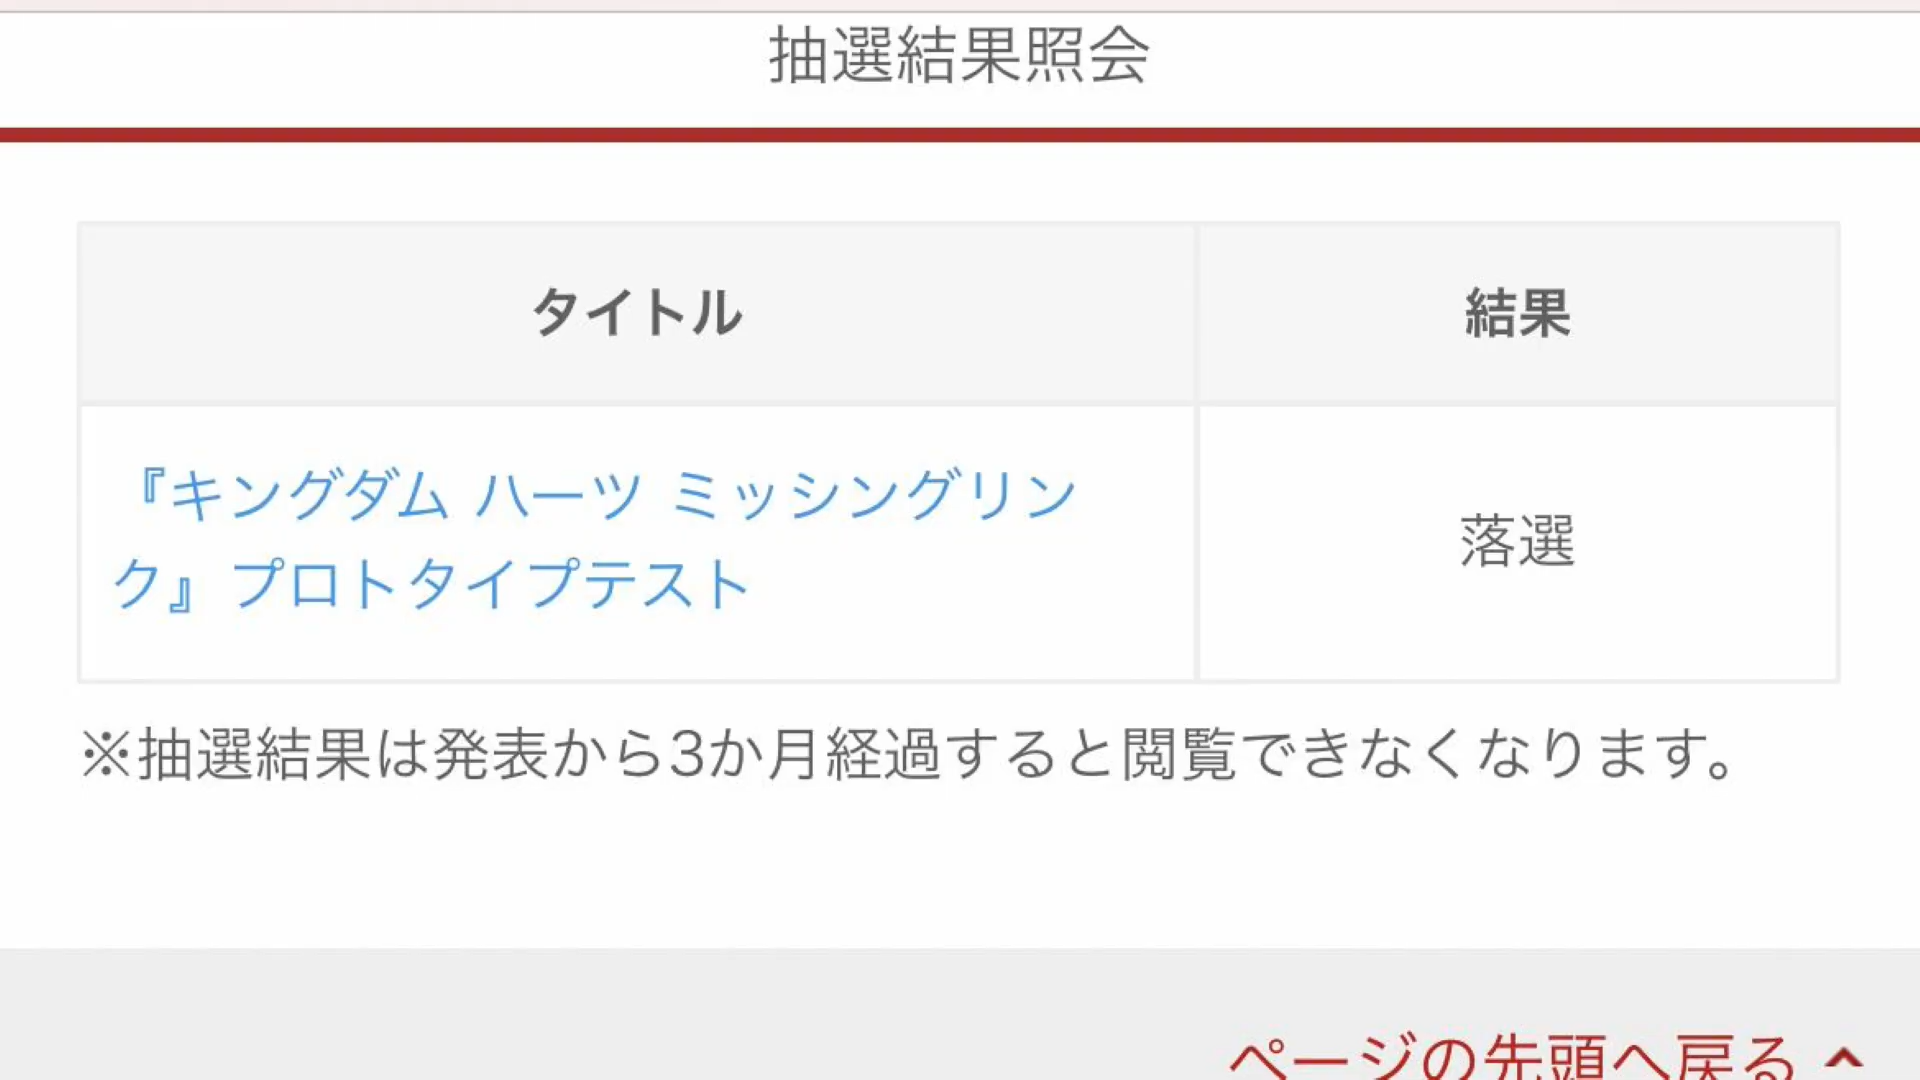 抽選結果照会
タイトル
結果
『キングダム ハーツ ミッシングリン
ク』プロトタイプテスト
落選
※抽選結果は発表から3か月経過すると閲覧できなくなります。
ページの先頭へ戻る